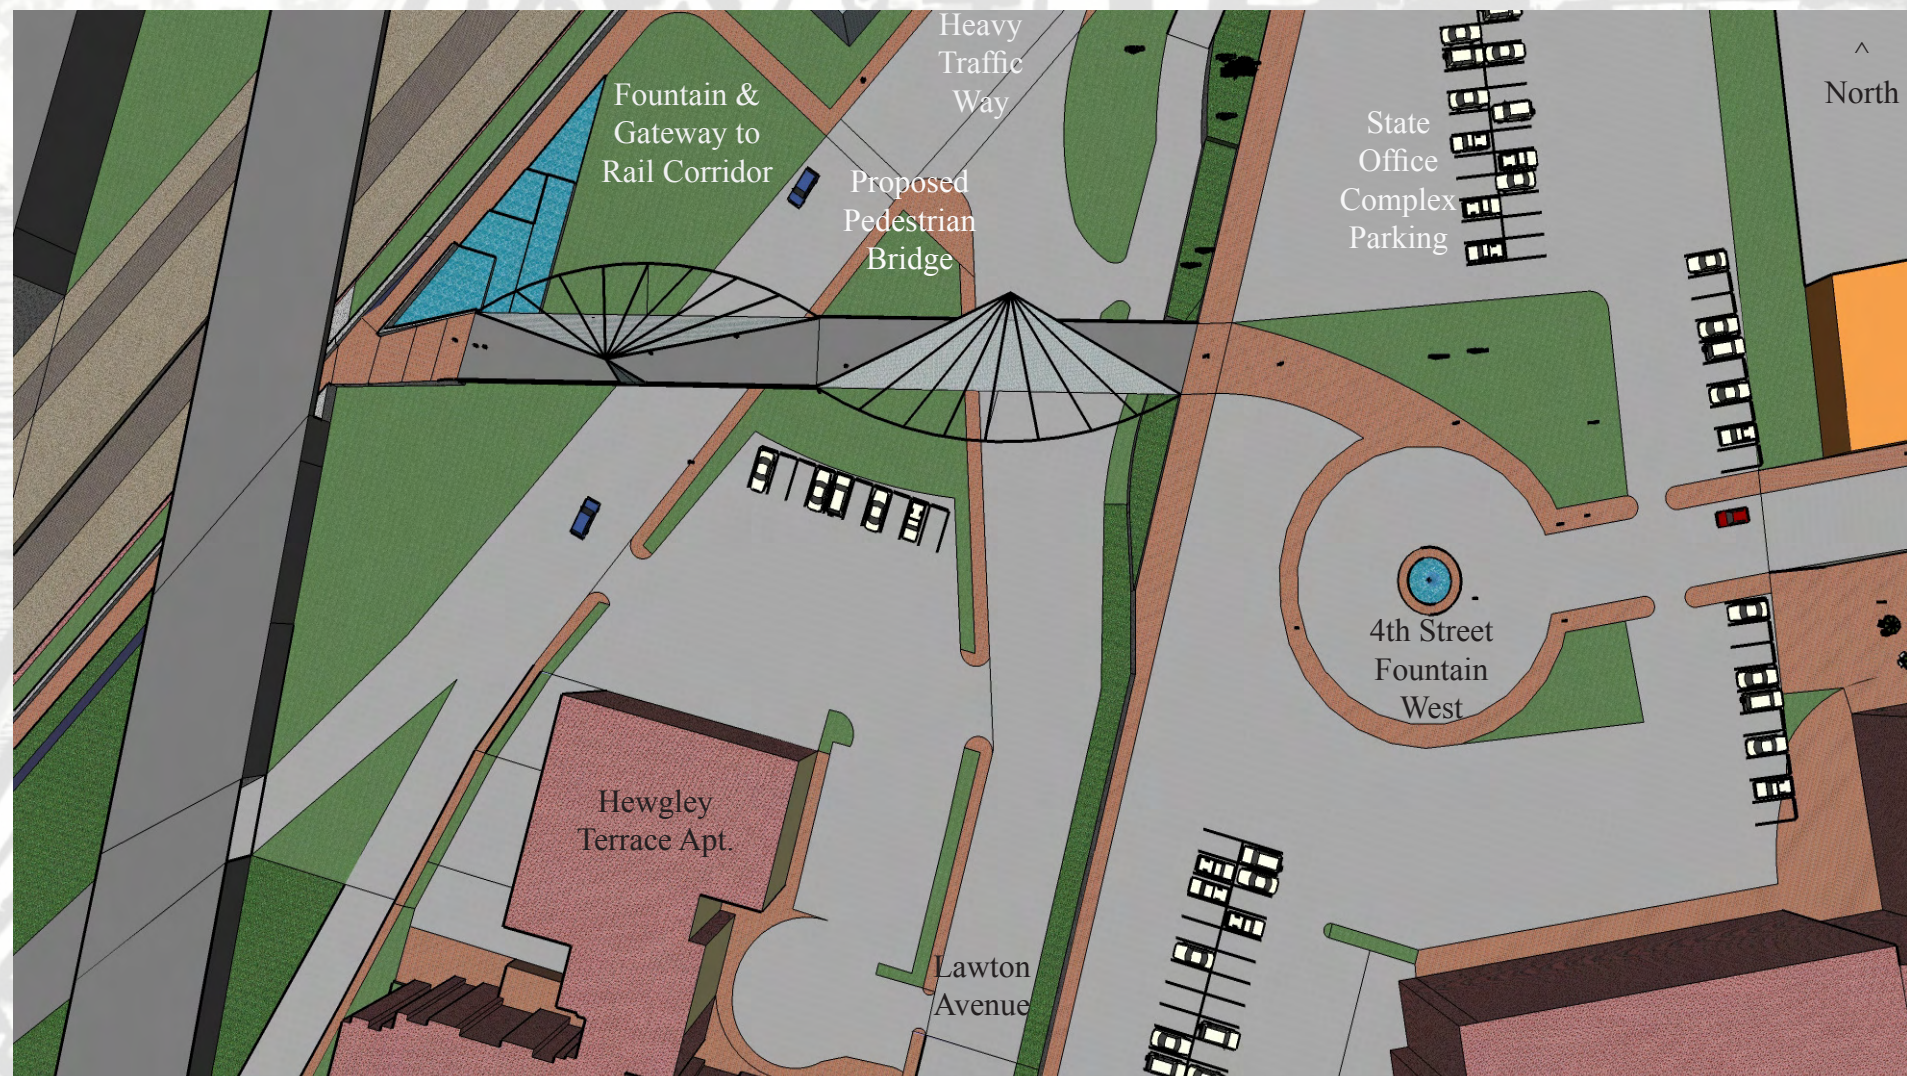 Heavy
Traffic
Way
^
North
Fountain &
Gateway to
Rail Corridor
State
Office
Complex
Parking
Proposed
Pedestrian
Bridge
4th Street
Fountain
West
Hewgley
Terrace Apt.
Lawton
Avenue